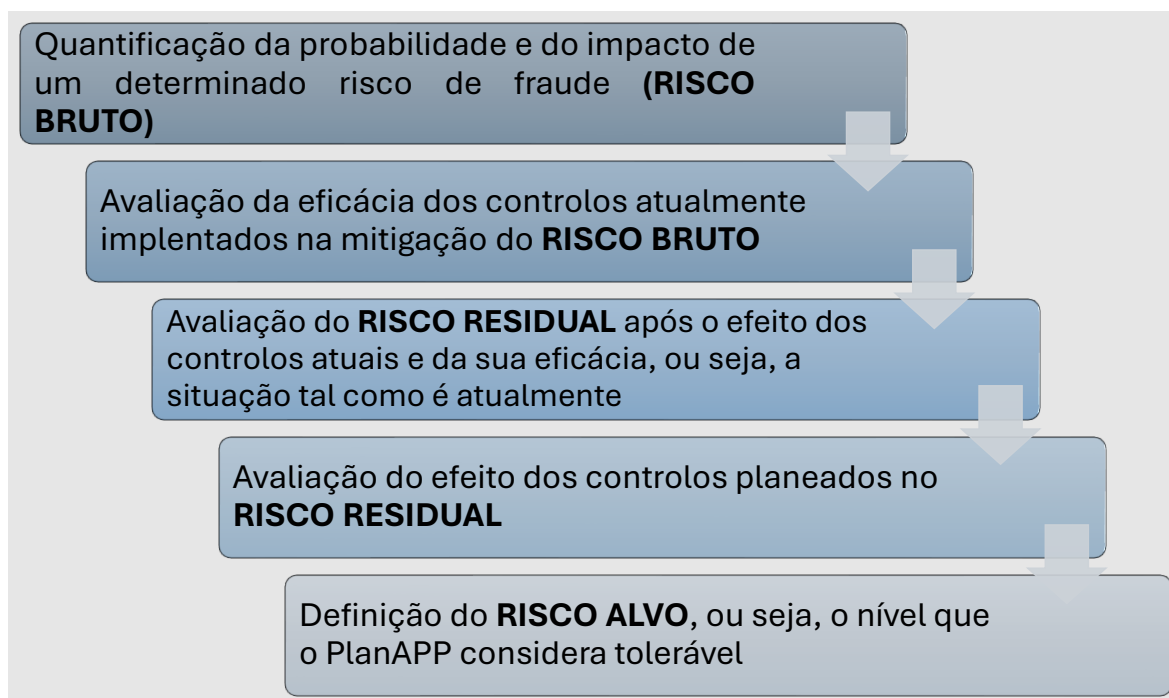 Quantificação da probabilidade e do impacto de
um determinado risco de fraude (RISCO
BRUTO)
Avaliação da eficácia dos controlos atualmente
implentados na mitigação do RISCO BRUTO
Avaliação do RISCO RESIDUAL após o efeito dos
controlos atuais e da sua eficácia, ou seja, a
situação tal como é atualmente
Avaliação do efeito dos controlos planeados no
RISCO RESIDUAL
Definição do RISCO ALVO, ou seja, o nível que
o PlanAPP considera tolerável